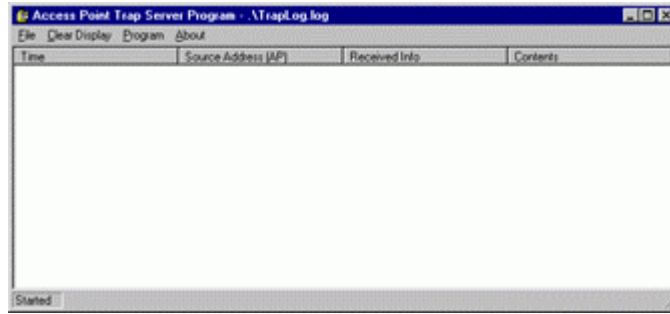 Access Point Trap Server Program - .\TrapLog.log
File Clear Display Program About
Time Source Address (AP) Received Info Contents
Started